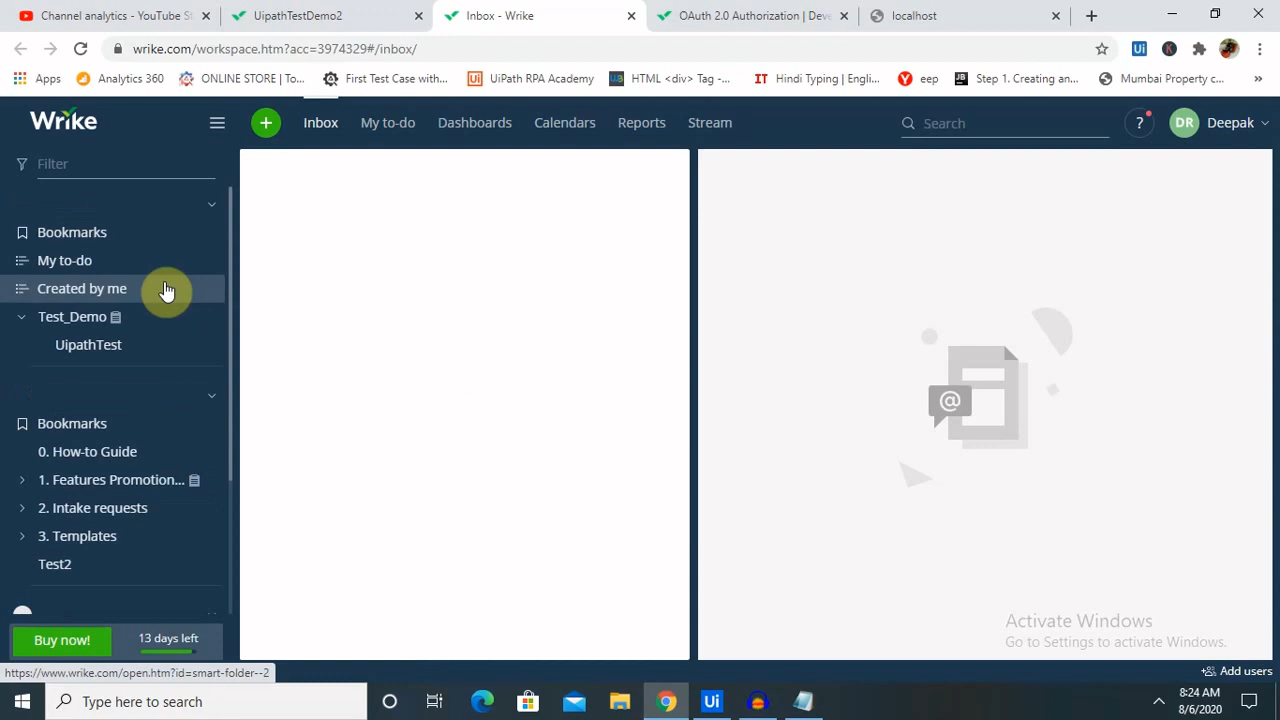 Channel analytics - YouTube S
UipathTestDemo2
Inbox - Wrike
OAuth 2.0 Authorization | Deve
localhost
wrike.com/workspace.htm?acc=3974329#/inbox/
Ui
K
Apps
Analytics 360
ONLINE STORE | To...
First Test Case with...
UiPath RPA Academy
HTML <div> Tag -...
IT
Hindi Typing | Engli...
eep
Step 1. Creating an...
Mumbai Property c...
»
Wrike
Inbox
My to-do
Dashboards
Calendars
Reports
Stream
Search
?
DR
Deepak
Filter
Bookmarks
My to-do
Created by me
Test_Demo
UipathTest
Bookmarks
0. How-to Guide
1. Features Promotion...
2. Intake requests
3. Templates
Test2
@
Buy now!
13 days left
Activate Windows
Go to Settings to activate Windows.
https://www.wrike.com/open.htm?id=smart-folder--2
Add users
Type here to search
Ui
8:24 AM
8/6/2020